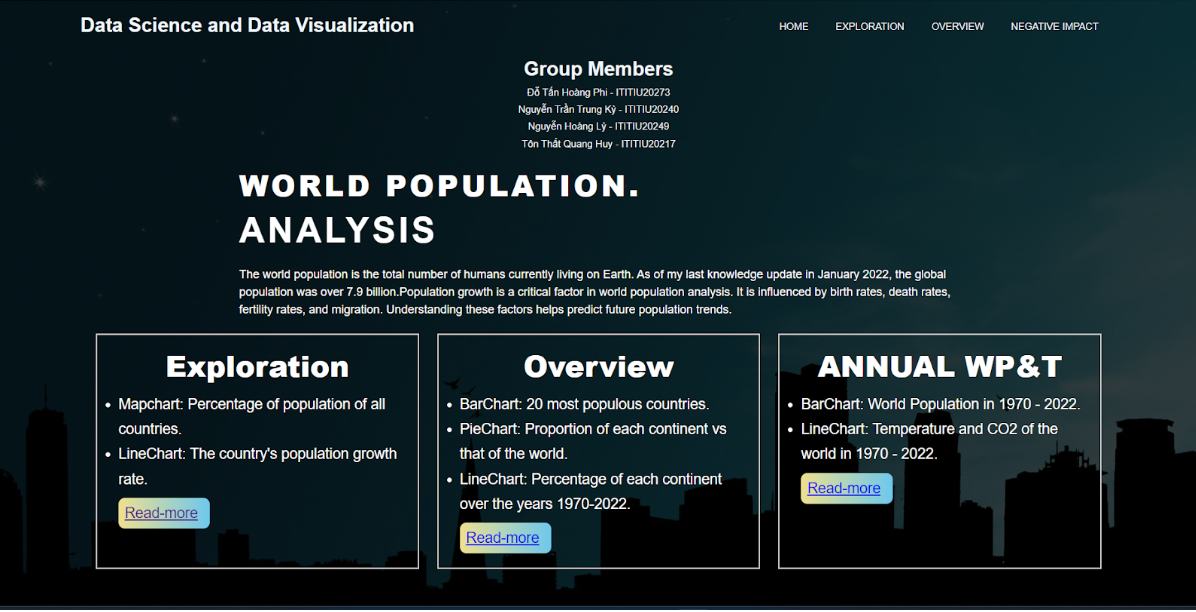 Data Science and Data Visualization
HOME EXPLORATION OVERVIEW NEGATIVE IMPACT
Group Members
Đỗ Tấn Hoàng Phi - ITITIU20273
Nguyễn Trần Trung Kỳ - ITITIU20240
Nguyễn Hoàng Lý - ITITIU20249
Tôn Thất Quang Huy - ITITIU20217
WORLD POPULATION.
ANALYSIS
The world population is the total number of humans currently living on Earth. As of my last knowledge update in January 2022, the global
population was over 7.9 billion.Population growth is a critical factor in world population analysis. It is influenced by birth rates, death rates,
fertility rates, and migration. Understanding these factors helps predict future population trends.
Exploration
• Mapchart: Percentage of population of all
countries.
• LineChart: The country's population growth
rate.
Read-more
Overview
• BarChart: 20 most populous countries.
• PieChart: Proportion of each continent vs
that of the world.
• LineChart: Percentage of each continent
over the years 1970-2022.
Read-more
ANNUAL WP&T
• BarChart: World Population in 1970 - 2022.
• LineChart: Temperature and CO2 of the
world in 1970 - 2022.
Read-more